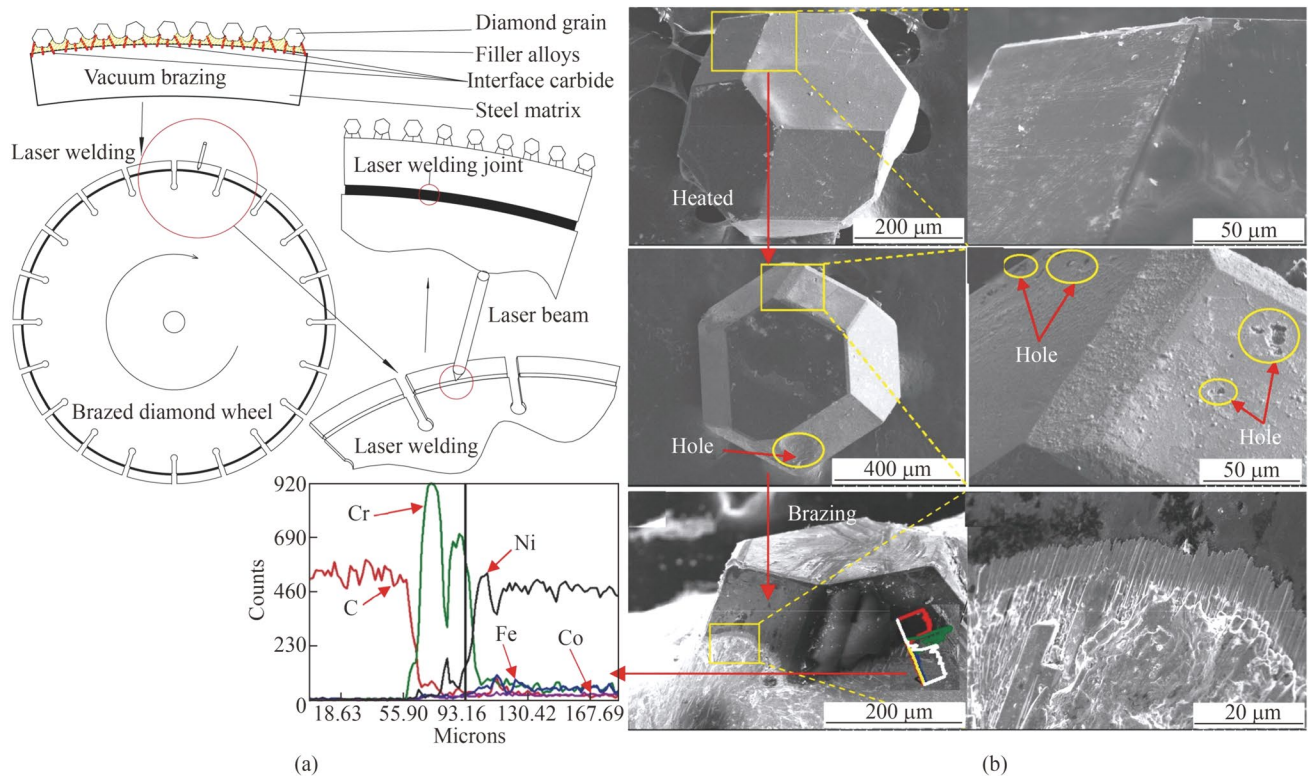 Diamond grain
Filler alloys
Interface carbide
Steel matrix
Vacuum brazing
Laser welding
Laser welding joint
Laser beam
Brazed diamond wheel
Laser welding
920
690
460
230
0
Counts
Cr
C
Ni
Fe
Co
18.63 55.90 93.16 130.42 167.69
Microns
(a)
Heated
200 μm
50 μm
Hole
400 μm
Hole
Hole
50 μm
Brazing
200 μm
20 μm
(b)